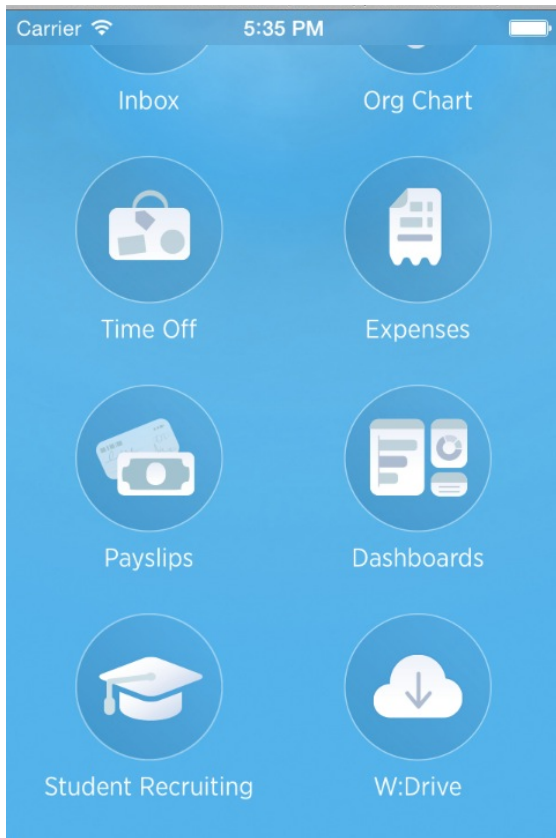 Carrier 5:35 PM
Inbox Org Chart
Time Off Expenses
Payslips Dashboards
Student Recruiting W:Drive